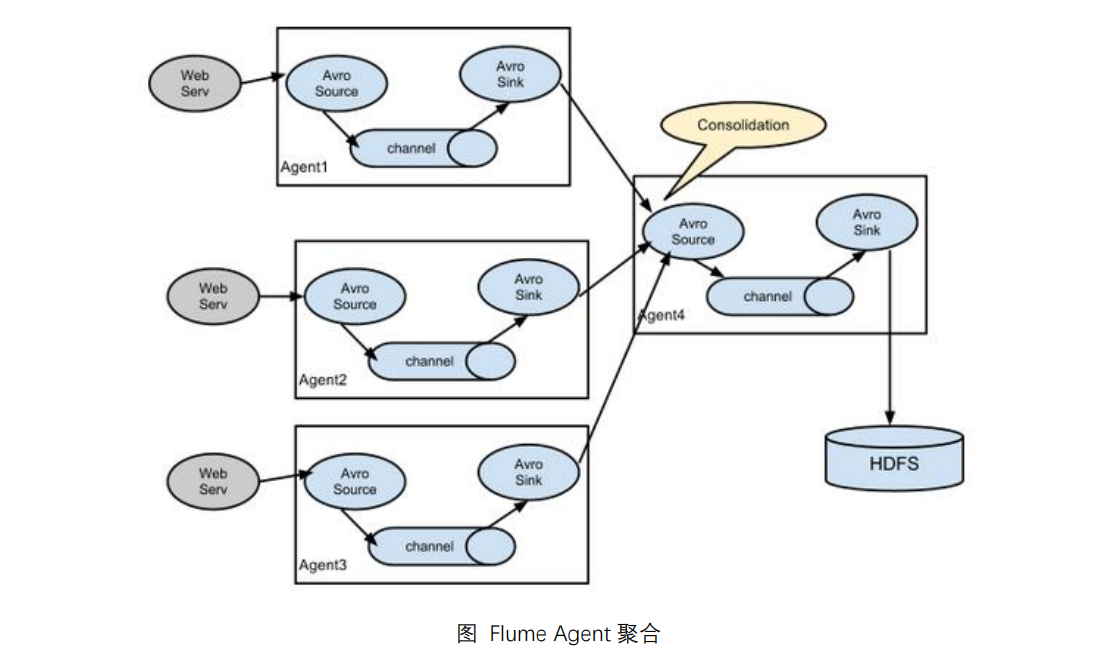 Web
Serv
Avro
Source
Avro
Sink
channel
Agent1
Consolidation
Web
Serv
Avro
Source
Avro
Sink
channel
Agent2
Avro
Source
Avro
Sink
channel
Agent4
Web
Serv
Avro
Source
Avro
Sink
channel
Agent3
HDFS
图 Flume Agent 聚合